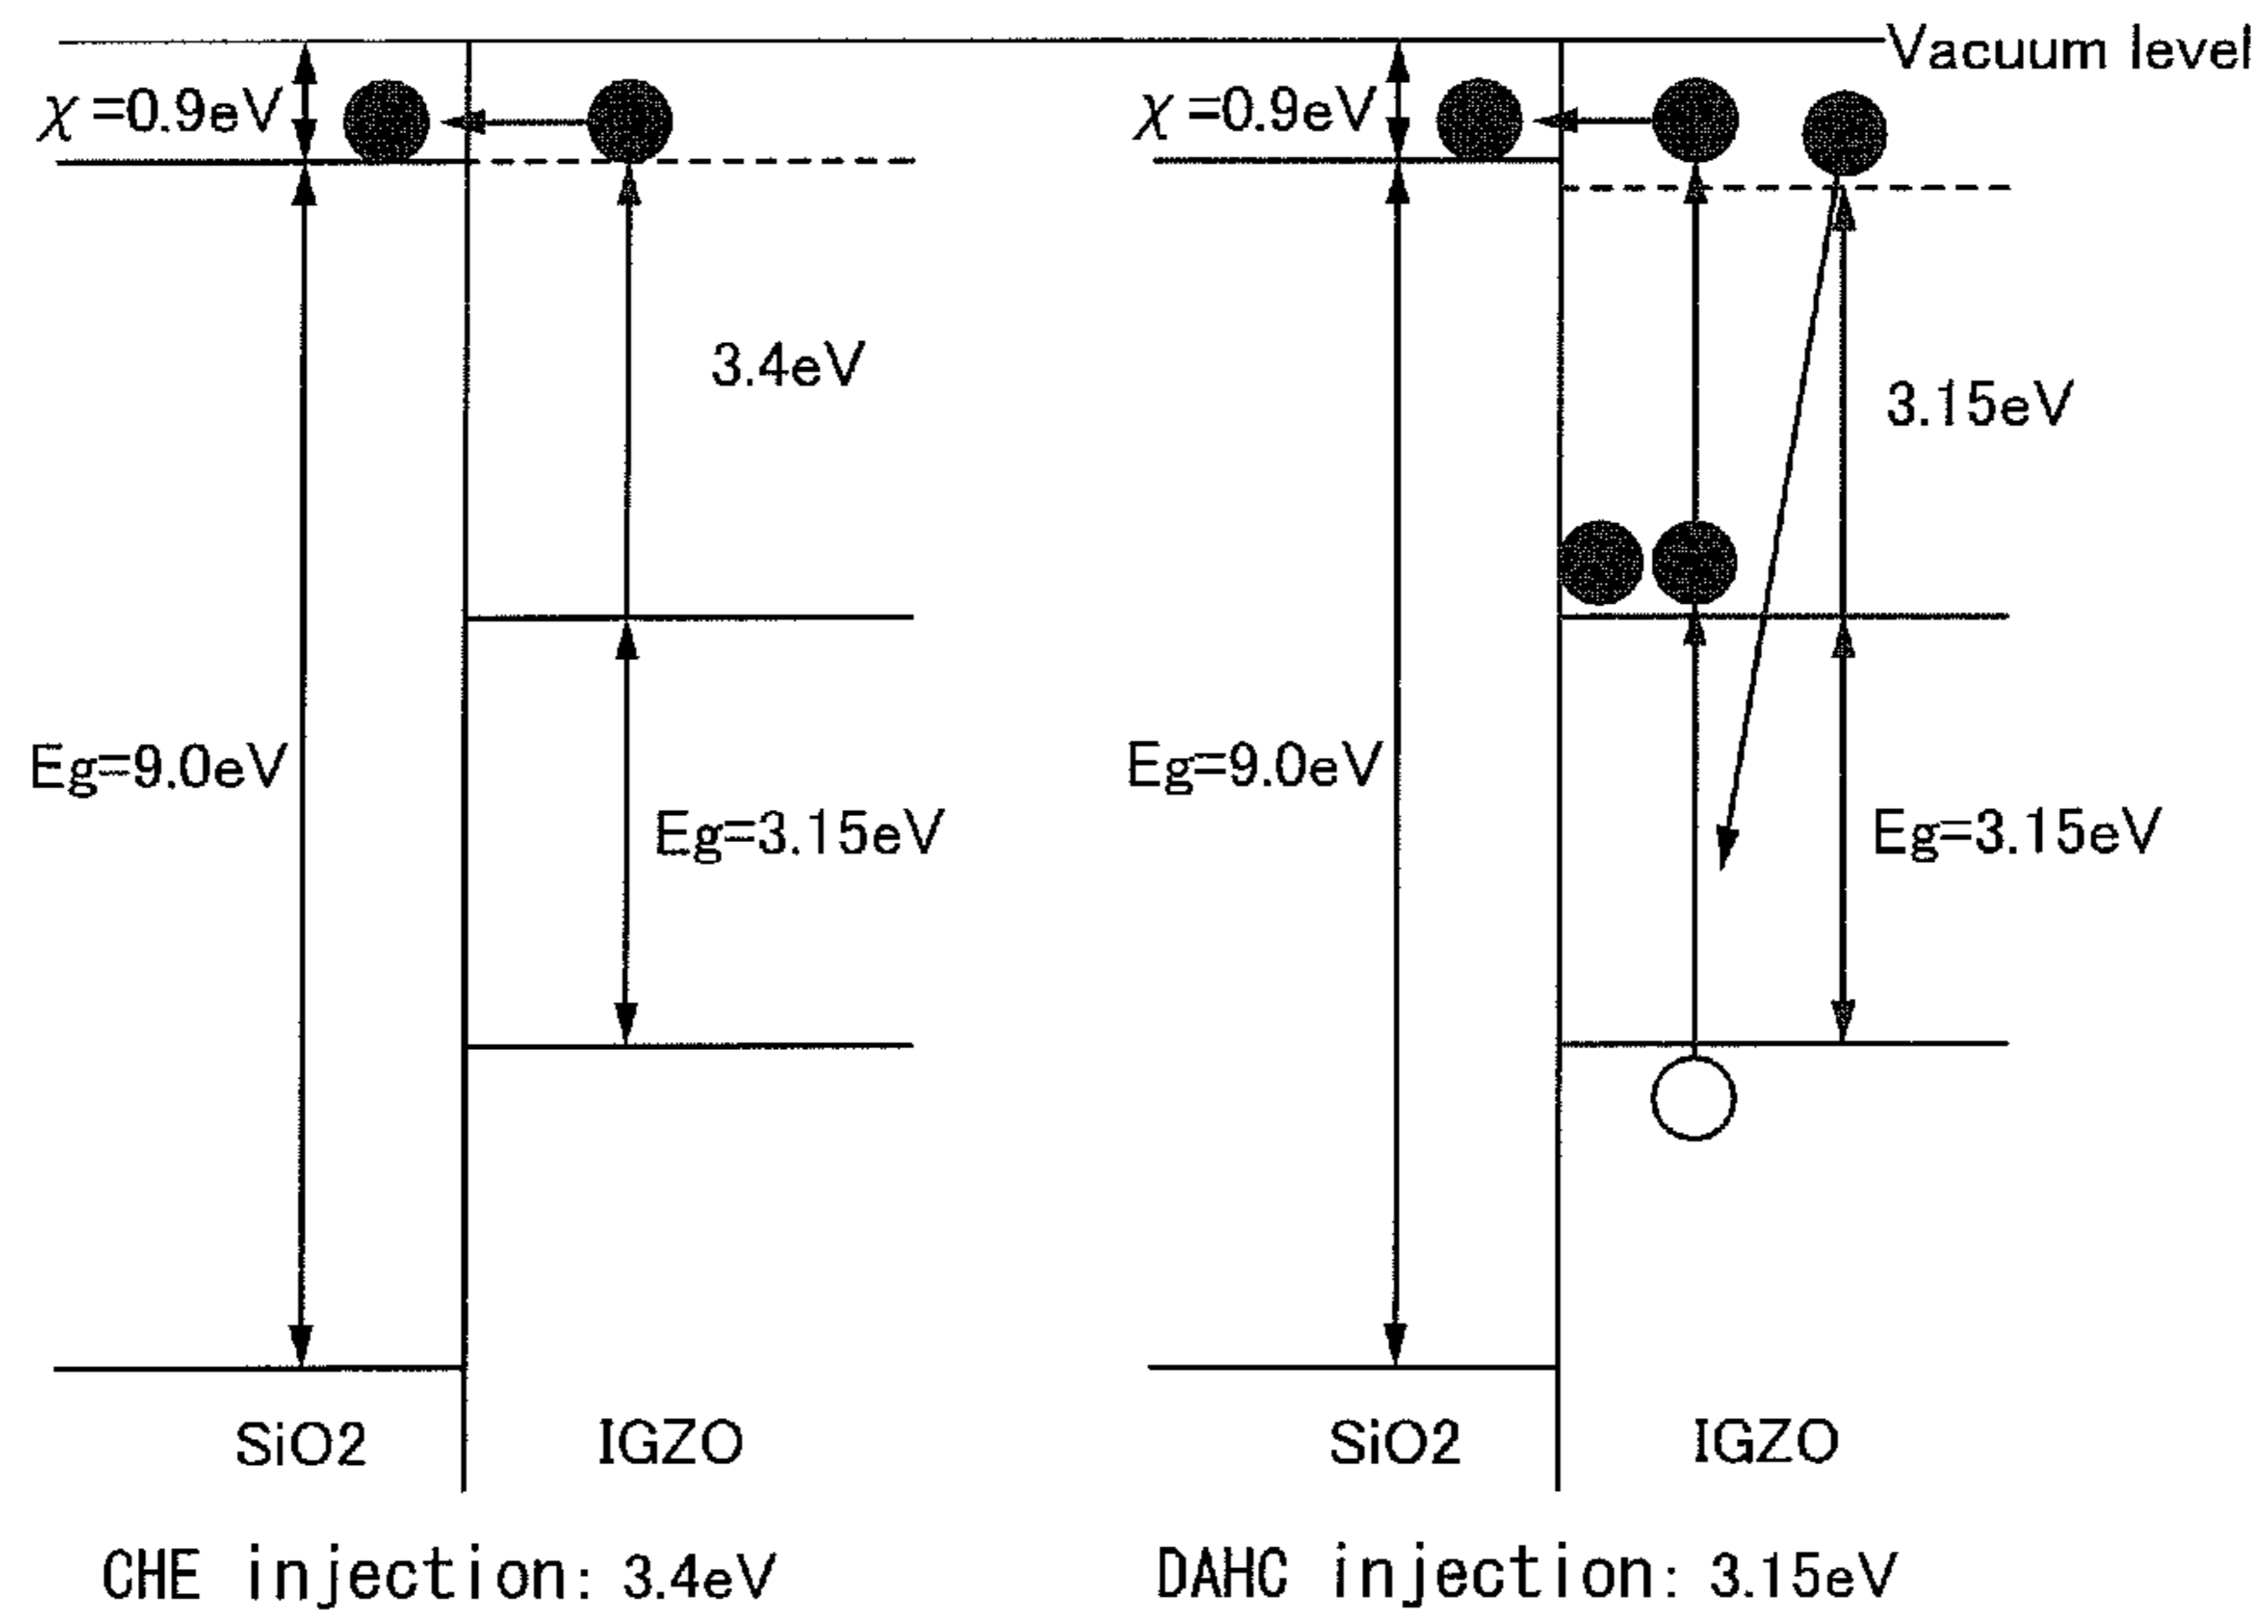 Vacuum level
χ=0.9eV
χ=0.9eV
3.4eV
3.15eV
Eg=9.0eV
Eg=9.0eV
Eg=3.15eV
Eg=3.15eV
SiO2
IGZO
SiO2
IGZO
CHE injection: 3.4eV
DAHC injection: 3.15eV